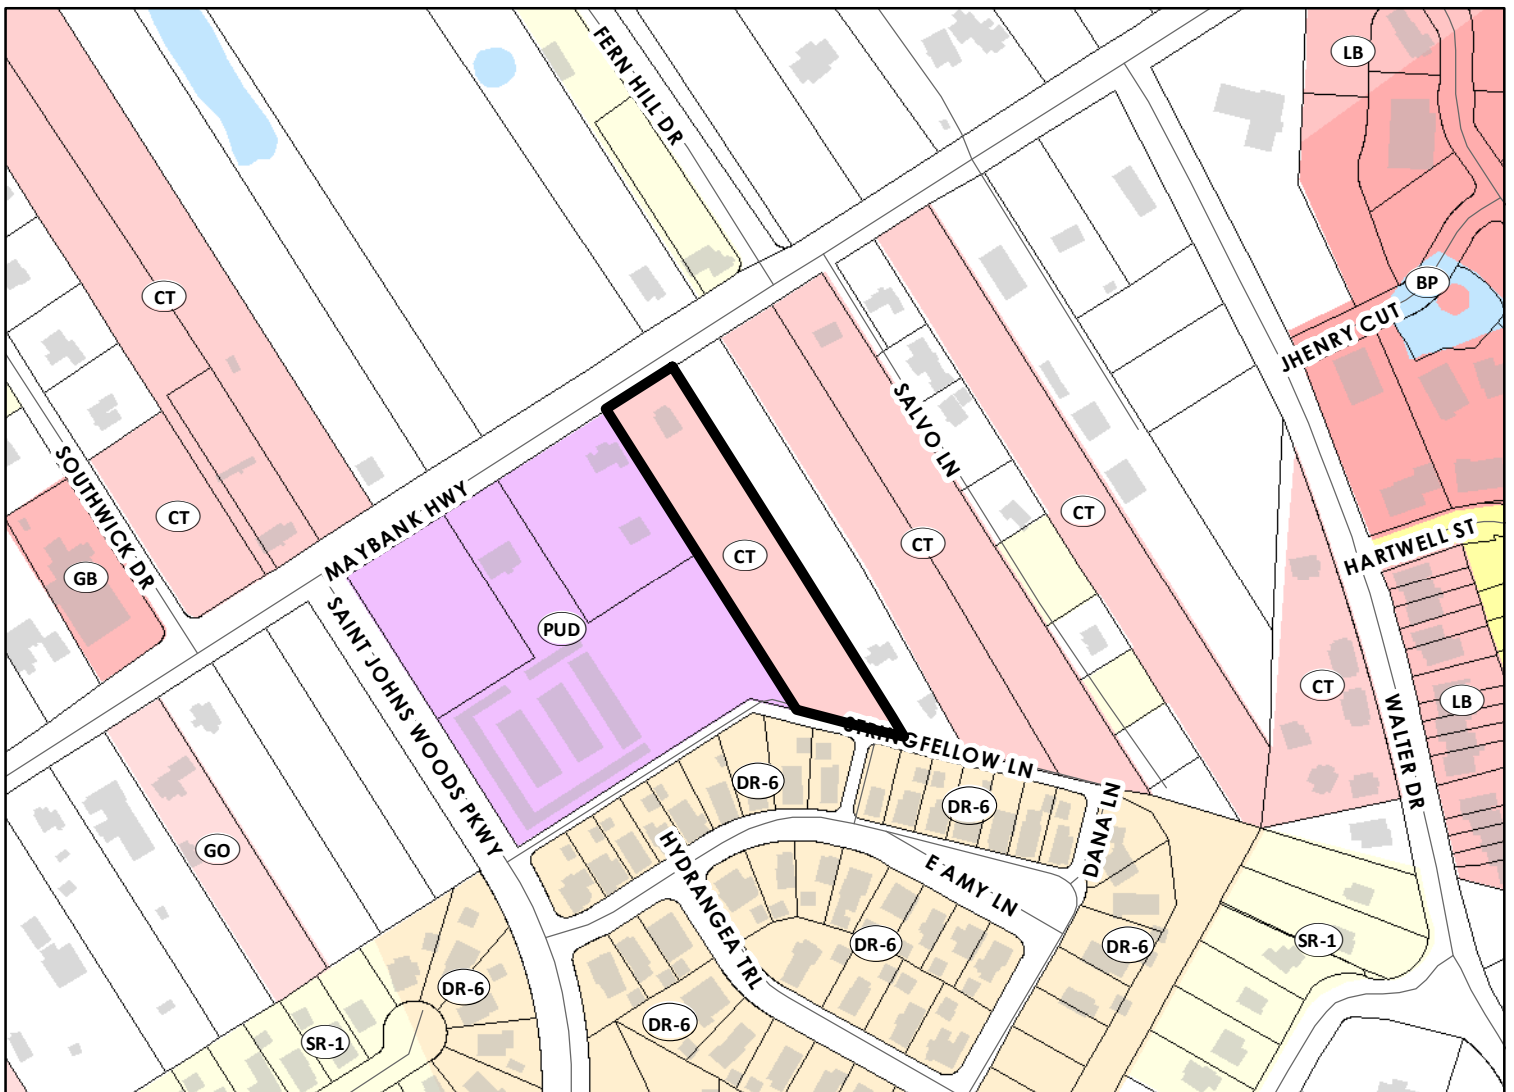 FERN HILL DR
LB
BP
CT
JHENRY CUT
SALVO LN
SOUTHWICK DR
MAYBANK HWY
CT
CT
CT
CT
HARTWELL ST
GB
SAINT JOHNS WOODS PKWY
PUD
CT
LB
WALTER DR
STRINGFELLOW LN
DR-6
DR-6
DANA LN
GO
HYDRANGEA TRL
E AMY LN
DR-6
DR-6
SR-1
DR-6
DR-6
SR-1